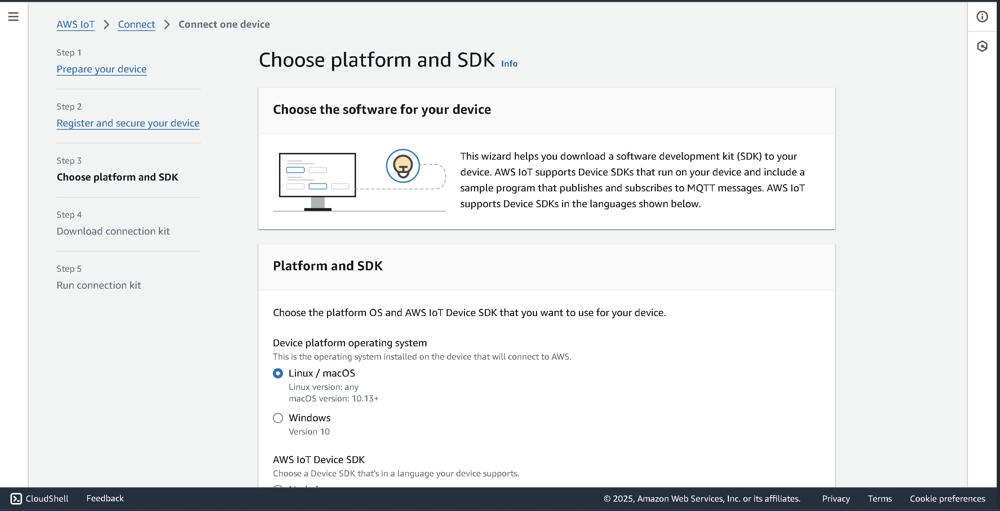 AWS IoT > Connect > Connect one device
Step 1
Prepare your device
Step 2
Register and secure your device
Step 3
Choose platform and SDK
Step 4
Download connection kit
Step 5
Run connection kit
Choose platform and SDK Info
Choose the software for your device
This wizard helps you download a software development kit (SDK) to your
device. AWS IoT supports Device SDKs that run on your device and include a
sample program that publishes and subscribes to MQTT messages. AWS IoT
supports Device SDKs in the languages shown below.
Platform and SDK
Choose the platform OS and AWS IoT Device SDK that you want to use for your device.
Device platform operating system
This is the operating system installed on the device that will connect to AWS.
Linux / macOS
Linux version: any
macOS version: 10.13+
Windows
Version 10
AWS IoT Device SDK
Choose a Device SDK that's in a language your device supports.
CloudShell Feedback © 2025, Amazon Web Services, Inc. or its affiliates. Privacy Terms Cookie preferences